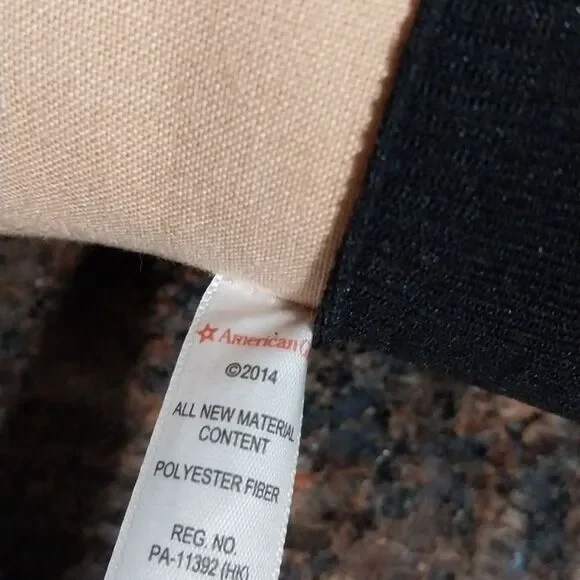 American
©2014
ALL NEW MATERIAL
CONTENT
POLYESTER FIBER
REG NO.
PA-11392 (HK)